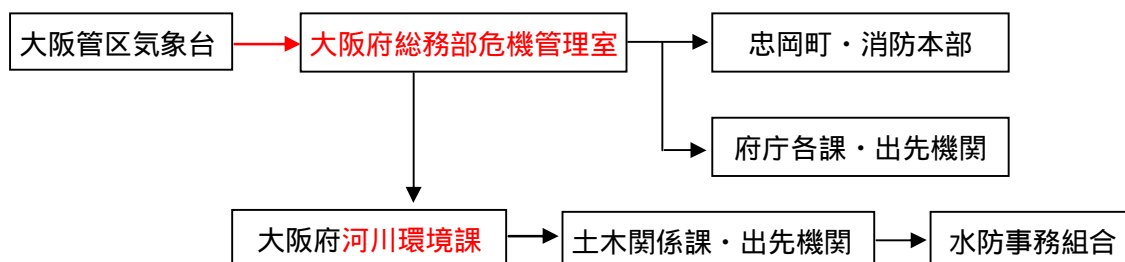 大阪管区気象台
大阪府総務部危機管理室
忠岡町・消防本部
府庁各課・出先機関
大阪府河川環境課
土木関係課・出先機関
水防事務組合